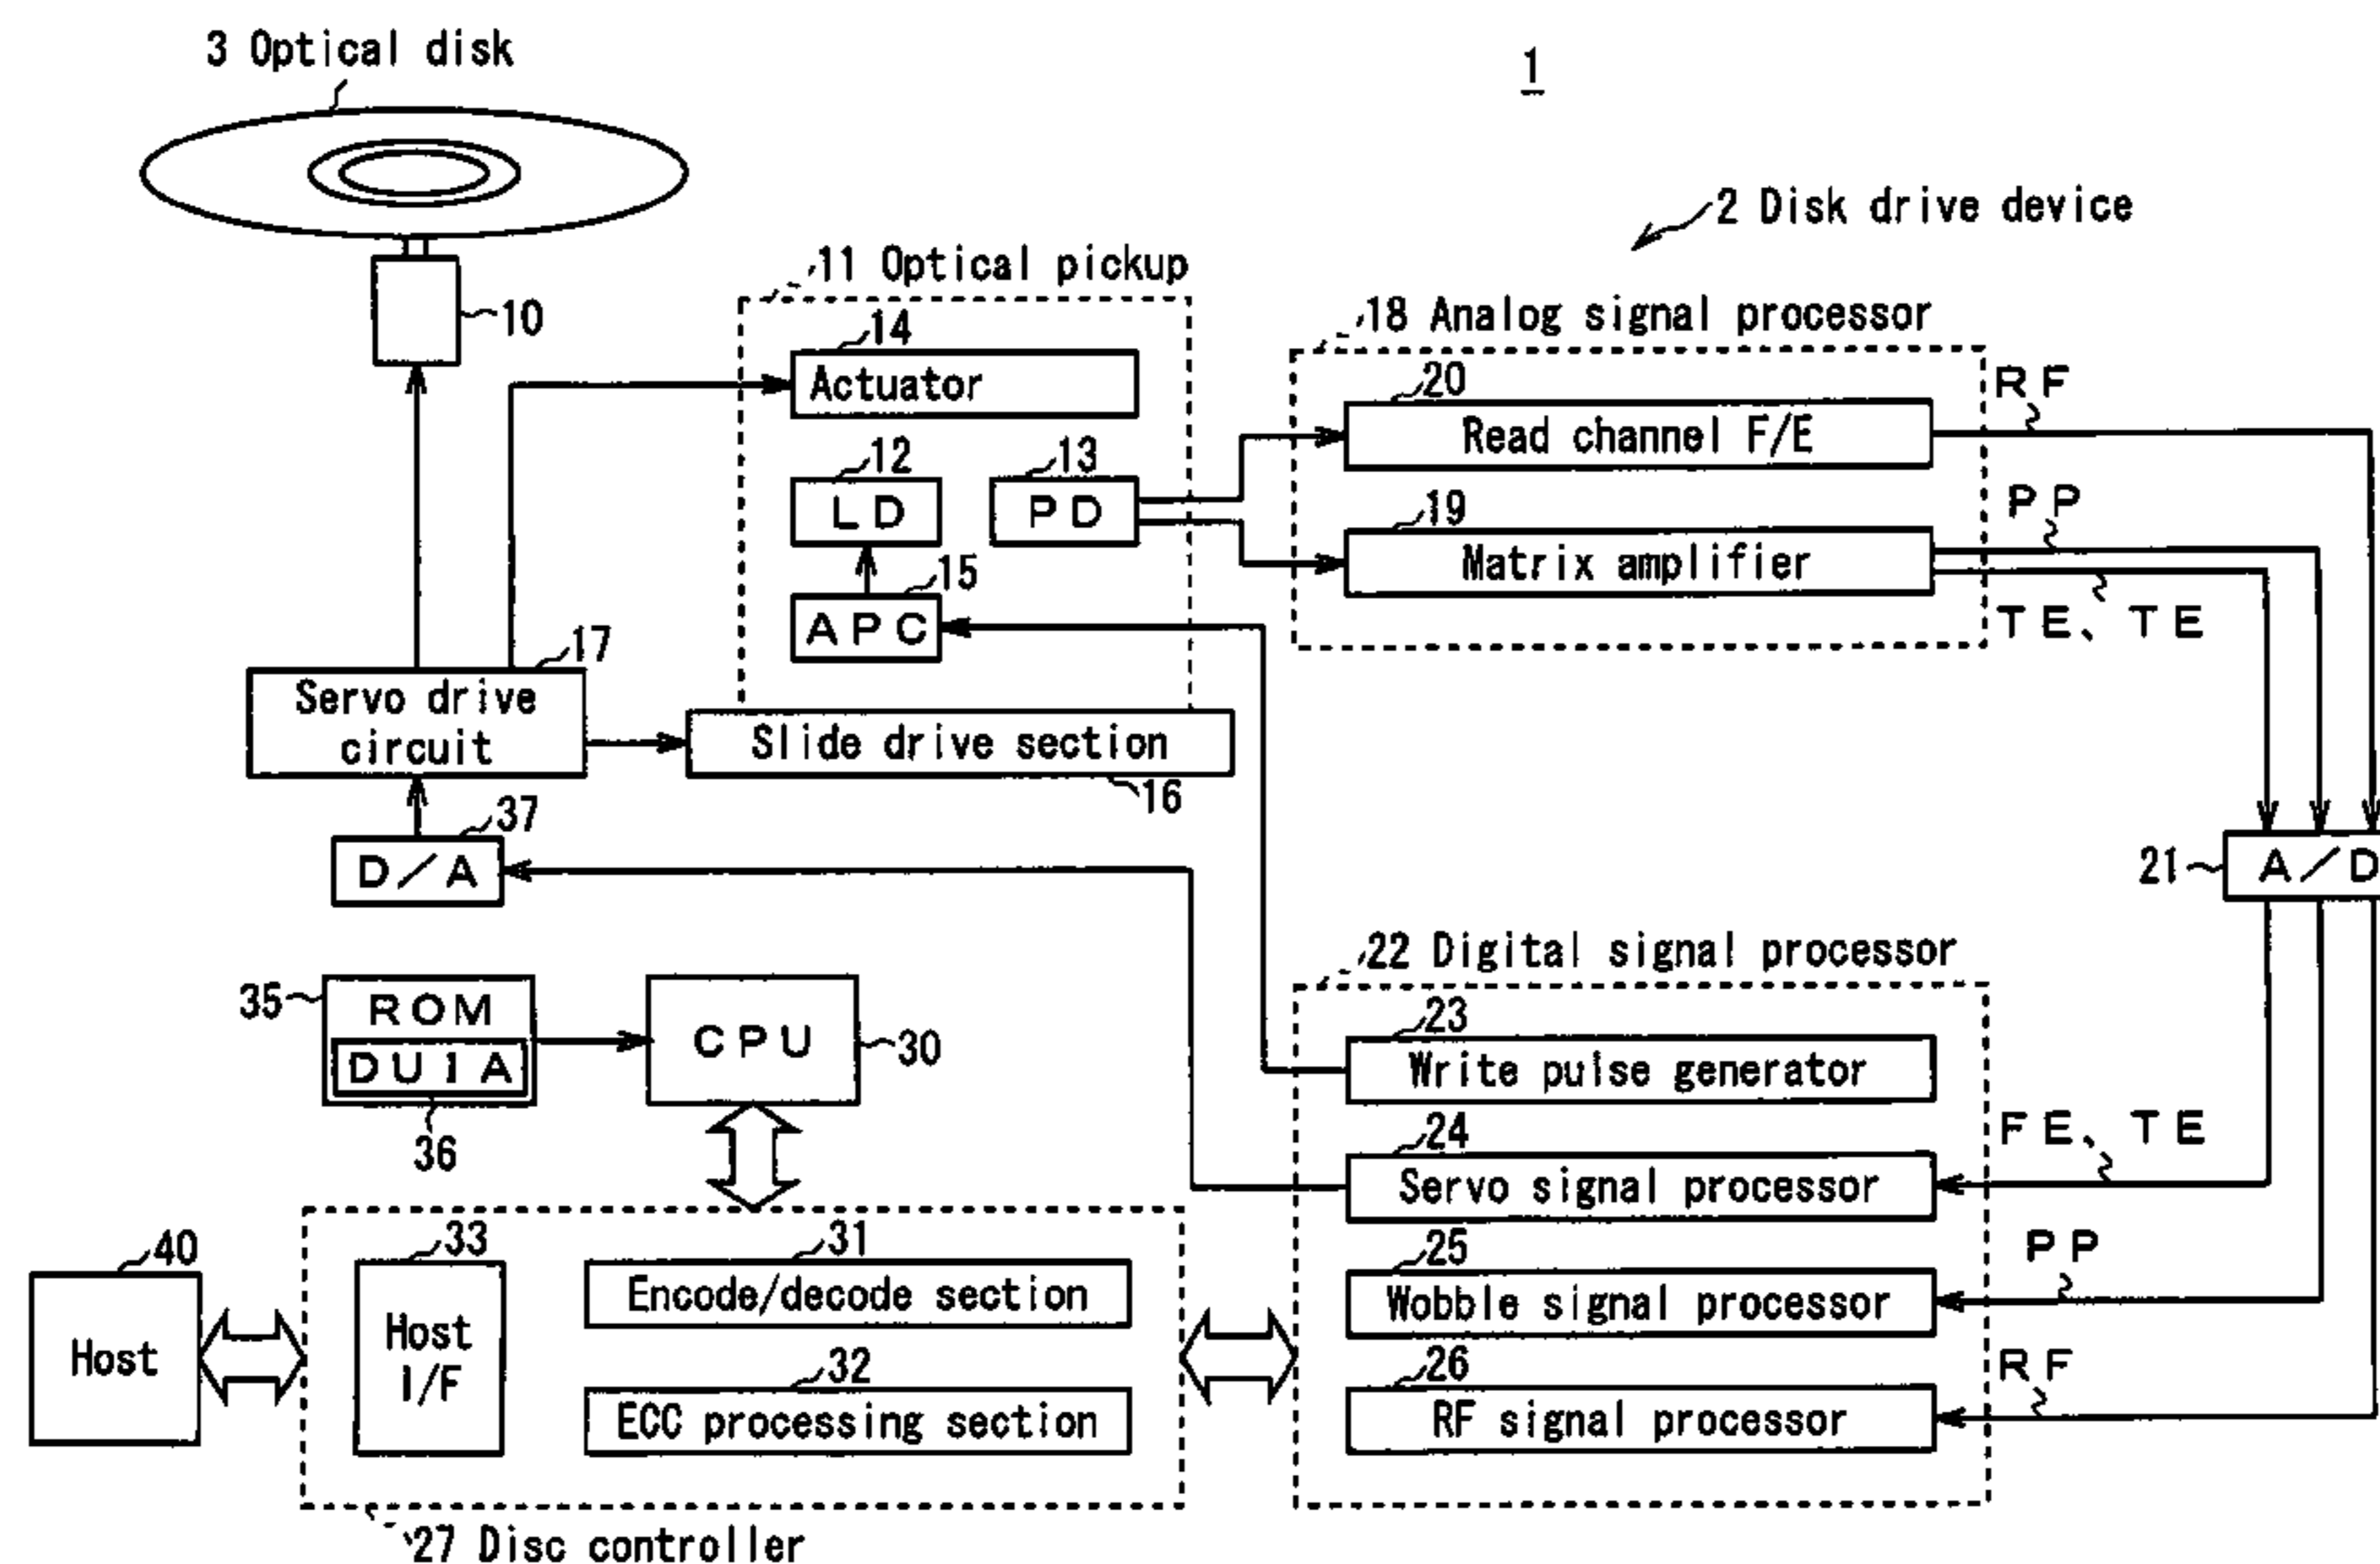 3 Optical disk
1
2 Disk drive device
10
11 Optical pickup
14
Actuator
12
LD
13
PD
15
APC
18 Analog signal processor
20
Read channel F/E
RF
19
Matrix amplifier
PP
TE、TE
17
Servo drive
circuit
Slide drive section
16
37
D/A
21
A/D
35
ROM
DUIA
36
CPU
30
22 Digital signal processor
23
Write pulse generator
24
Servo signal processor
FE、TE
25
Wobble signal processor
PP
26
RF signal processor
RF
40
Host
33
Host
I/F
31
Encode/decode section
32
ECC processing section
27 Disc controller